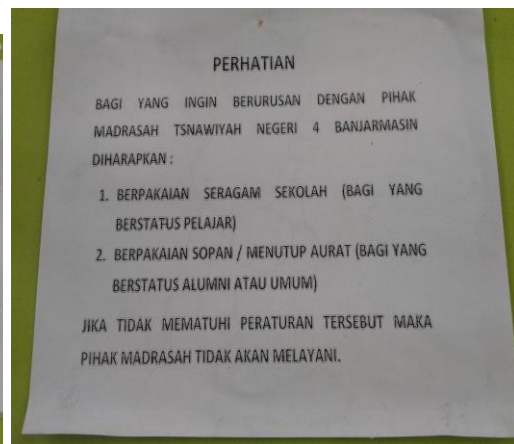 PERHATIAN
BAGI YANG INGIN BERURUSAN DENGAN PIHAK
MADRASAH TSNAWIYAH NEGERI 4 BANJARMASIN
DIHARAPKAN :
1. BERPAKAIAN SERAGAM SEKOLAH (BAGI YANG
BERSTATUS PELAJAR)
2. BERPAKAIAN SOPAN / MENUTUP AURAT (BAGI YANG
BERSTATUS ALUMNI ATAU UMUM)
JIKA TIDAK MEMATUHI PERATURAN TERSEBUT MAKA
PIHAK MADRASAH TIDAK AKAN MELAYANI.